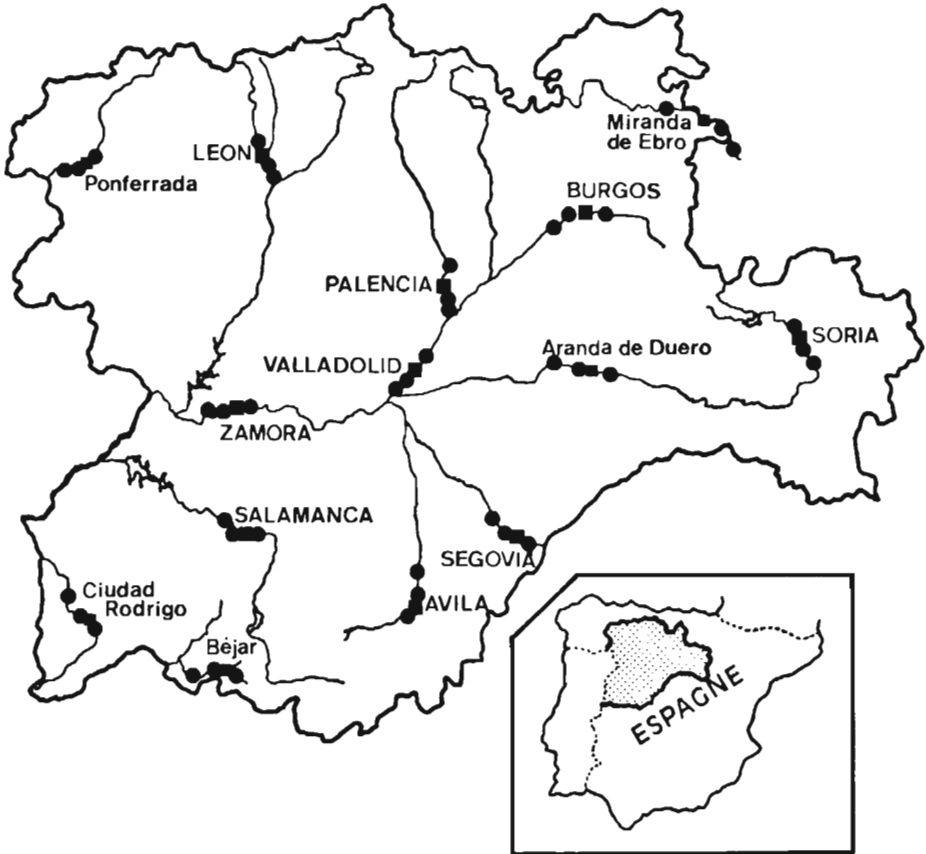 Miranda
de Ebro
LEON
Ponferrada
BURGOS
PALENCIA
SORIA
Aranda de Duero
VALLADOLID
ZAMORA
SALAMANCA
SEGOVIA
Ciudad
Rodrigo
AVILA
Béjar
ESPAGNE